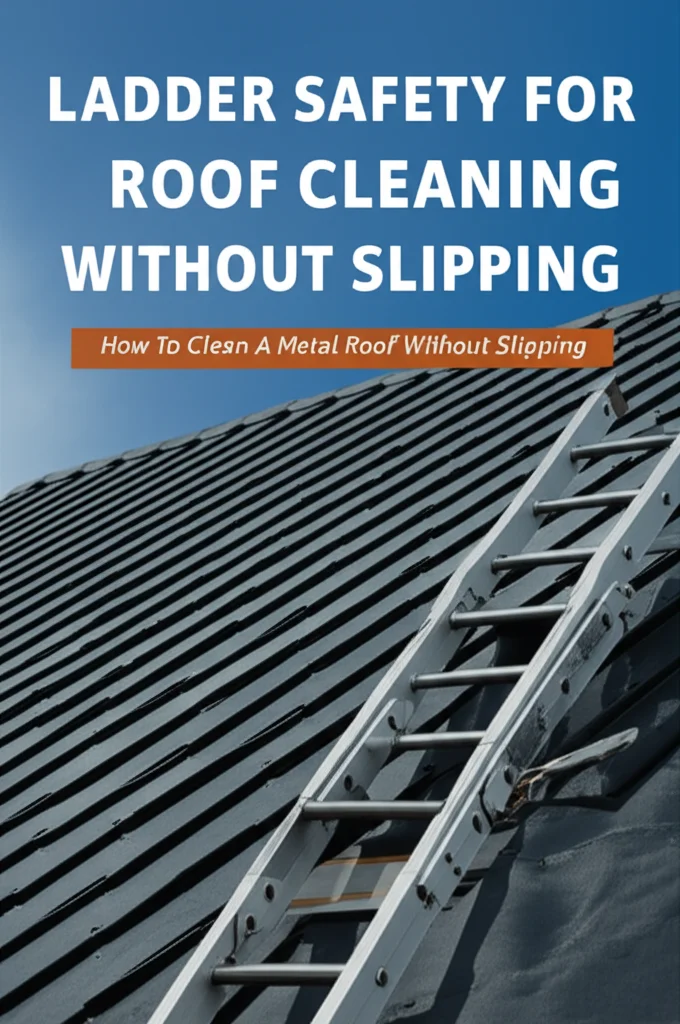 LADDER SAFETY FOR
ROOF CLEANING
WITHOUT SLIPPING
How To Clean A Metal Roof Without Slipping